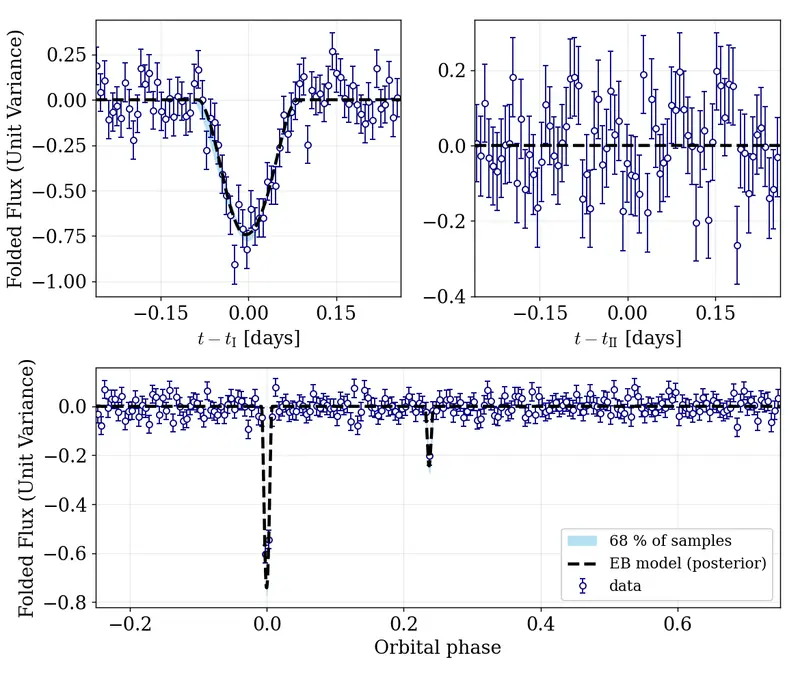 Folded Flux (Unit Variance)
0.25
0.00
−0.25
−0.50
−0.75
−1.00
−0.15 0.00 0.15
t − tI [days]
0.2
0.0
−0.2
−0.4
−0.15 0.00 0.15
t − tII [days]
Folded Flux (Unit Variance)
0.0
−0.2
−0.4
−0.6
−0.8
68 % of samples
EB model (posterior)
data
−0.2 0.0 0.2 0.4 0.6
Orbital phase